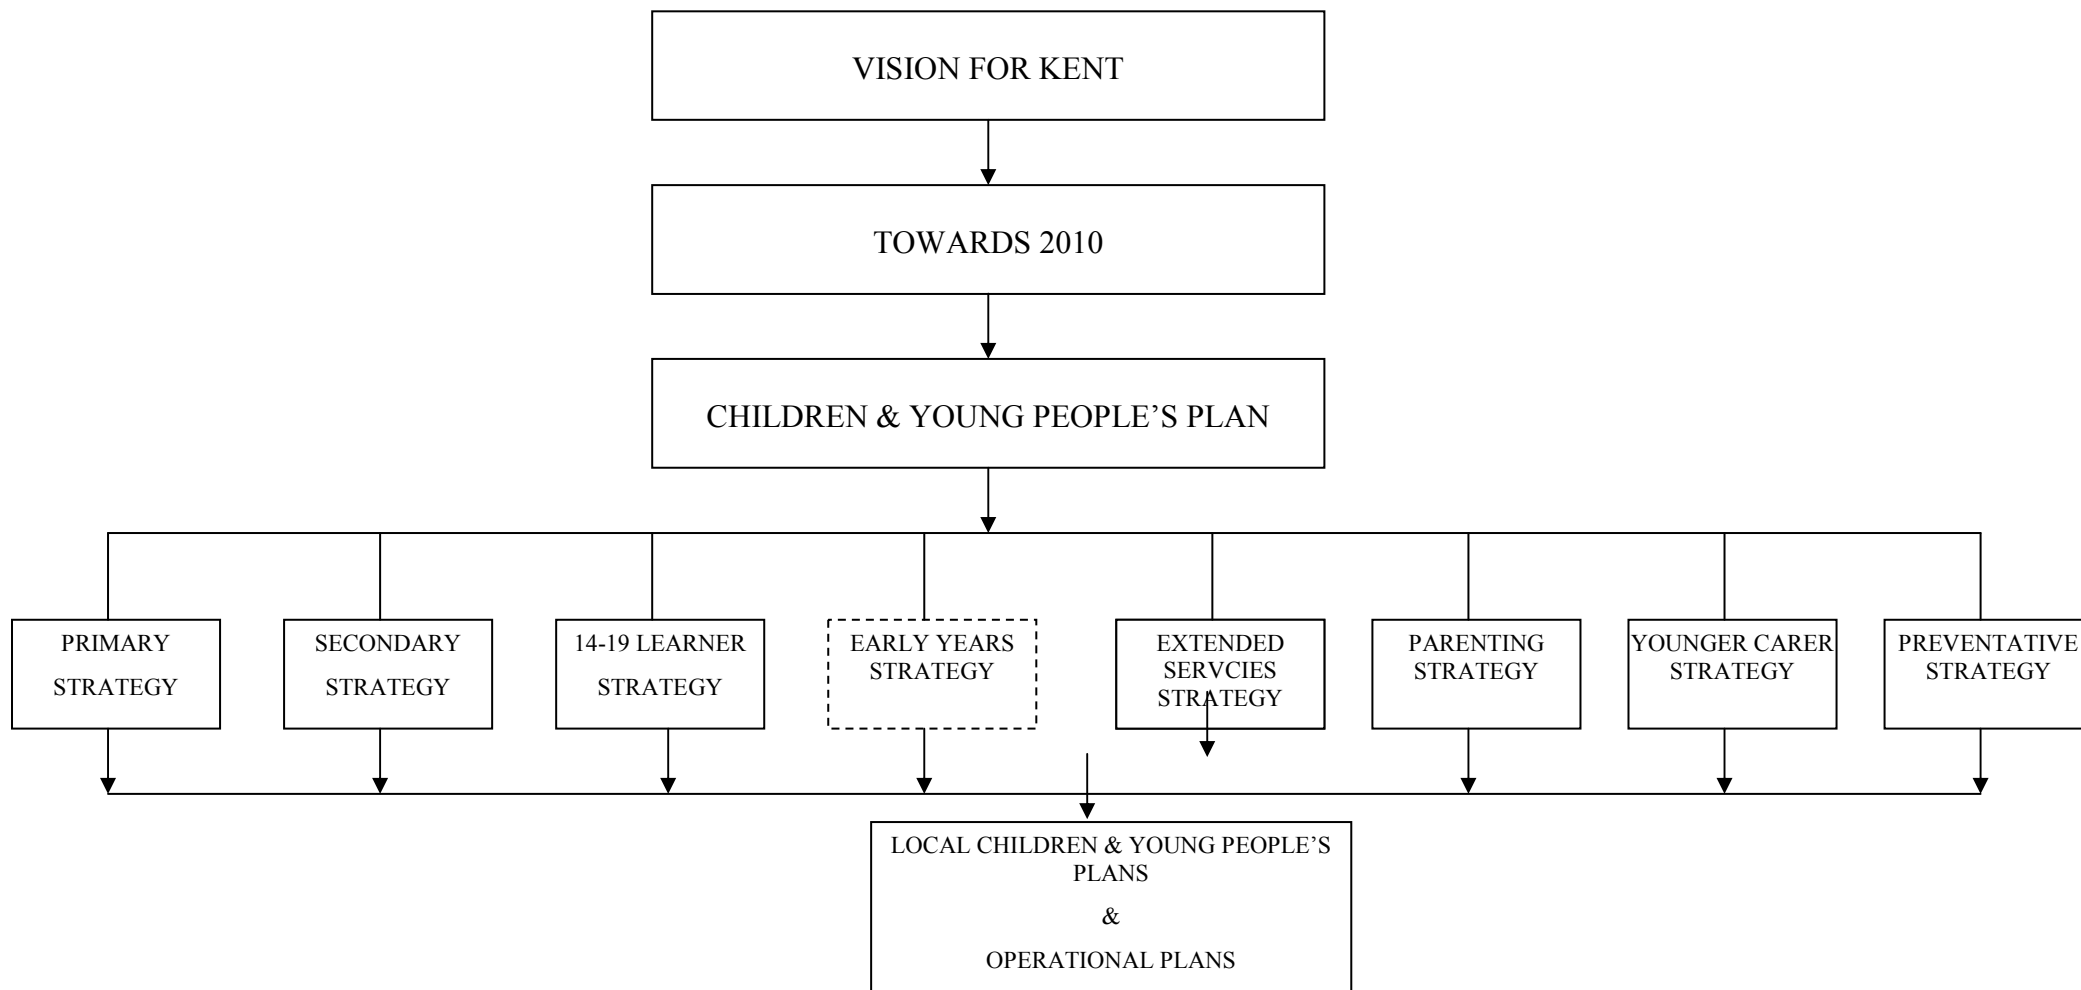 VISION FOR KENT
TOWARDS 2010
CHILDREN & YOUNG PEOPLE’S PLAN
PRIMARY
STRATEGY
SECONDARY
STRATEGY
14-19 LEARNER
STRATEGY
EARLY YEARS
STRATEGY
EXTENDED
SERVCIES
STRATEGY
PARENTING
STRATEGY
YOUNGER CARER
STRATEGY
PREVENTATIVE
STRATEGY
LOCAL CHILDREN & YOUNG PEOPLE’S
PLANS
&
OPERATIONAL PLANS